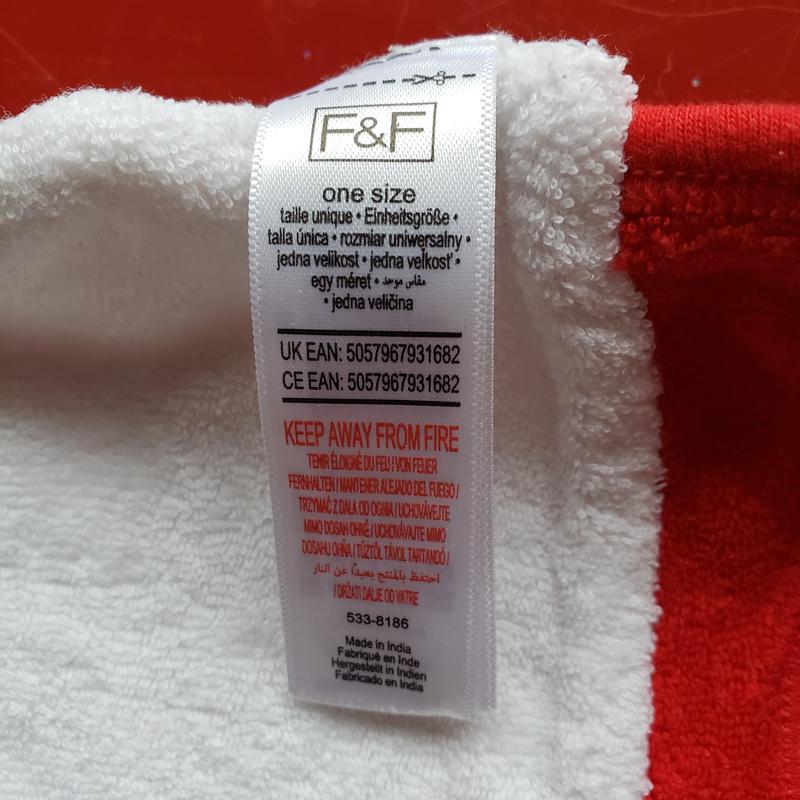 F&F
one size
taille unique • Einheitsgröße •
talla única • rozmiar uniwersalny •
jedna velikost • jedna veľkosť •
egy méret • مقاس موحد •
• jedna veličina
UK EAN: 5057967931682
CE EAN: 5057967931682
KEEP AWAY FROM FIRE
TENIR ÉLOIGNÉ DU FEU / VON FEUER
FERNHALTEN / MANTENER ALEJADO DEL FUEGO /
TRZYMAĆ Z DALA OD OGNIA / UCHOVÁVEJTE
MIMO DOSAH OHNĚ / UCHOVÁVAJTE MIMO
DOSAHU OHŇA / TŰZTŐL TÁVOL TARTANDÓ /
احتفظ بالمنتج بعيدًا عن النار
/ DRŽATI DALJE OD VATRE
533-8186
Made in India
Fabriqué en Inde
Hergestellt in Indien
Fabricado en India